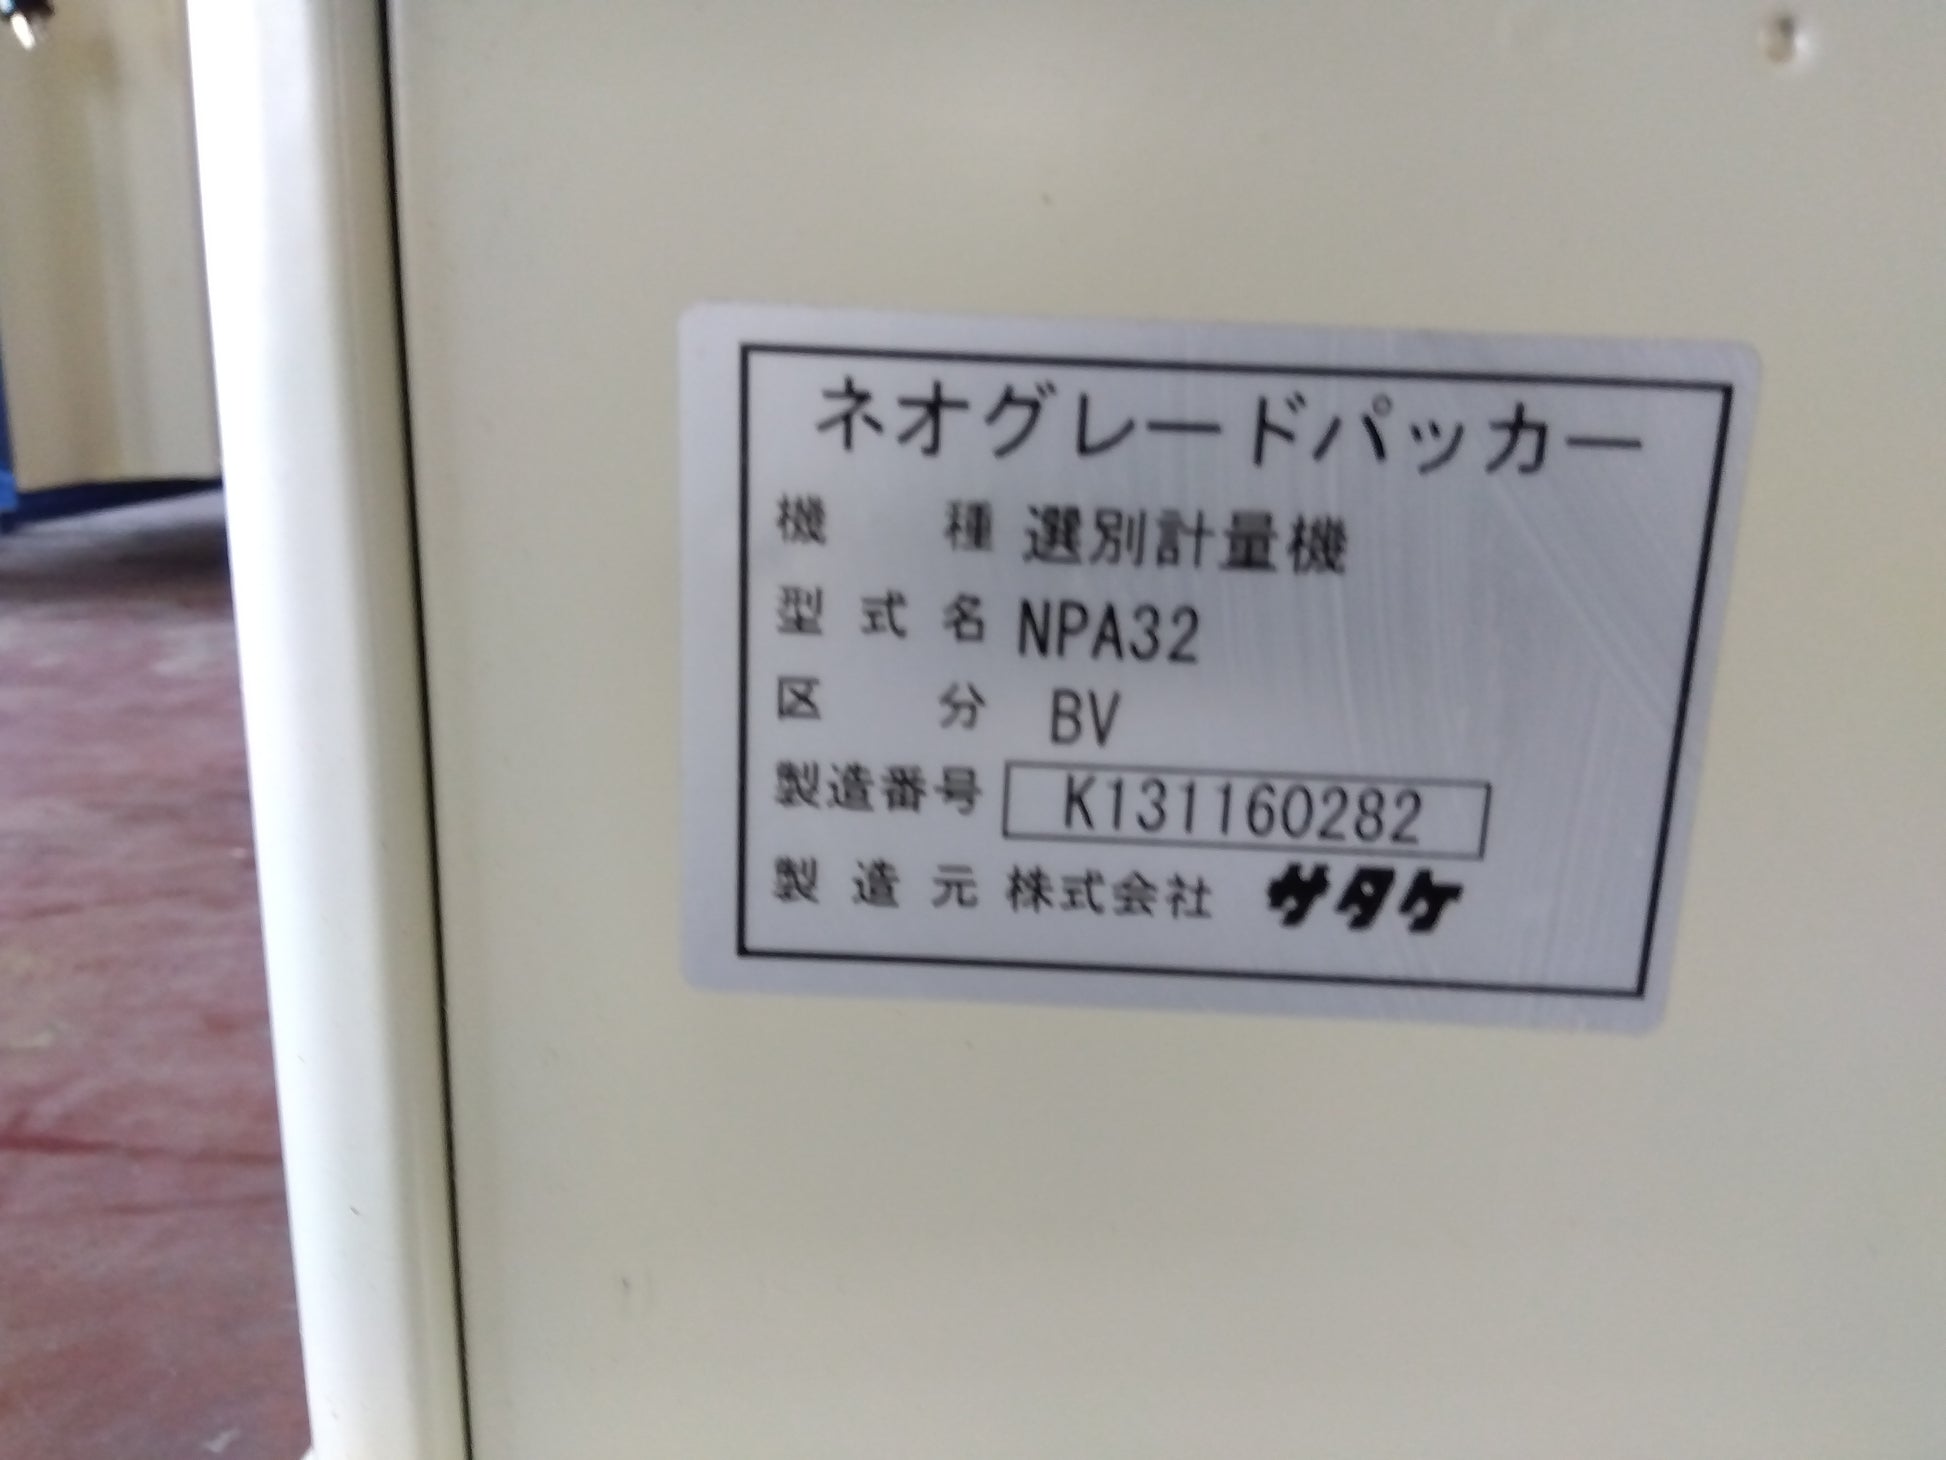 ネオグレードパッカー
機種 選別計量機
型式名 NPA32
区分 BV
製造番号 K131160282
製造元 株式会社 サタケ